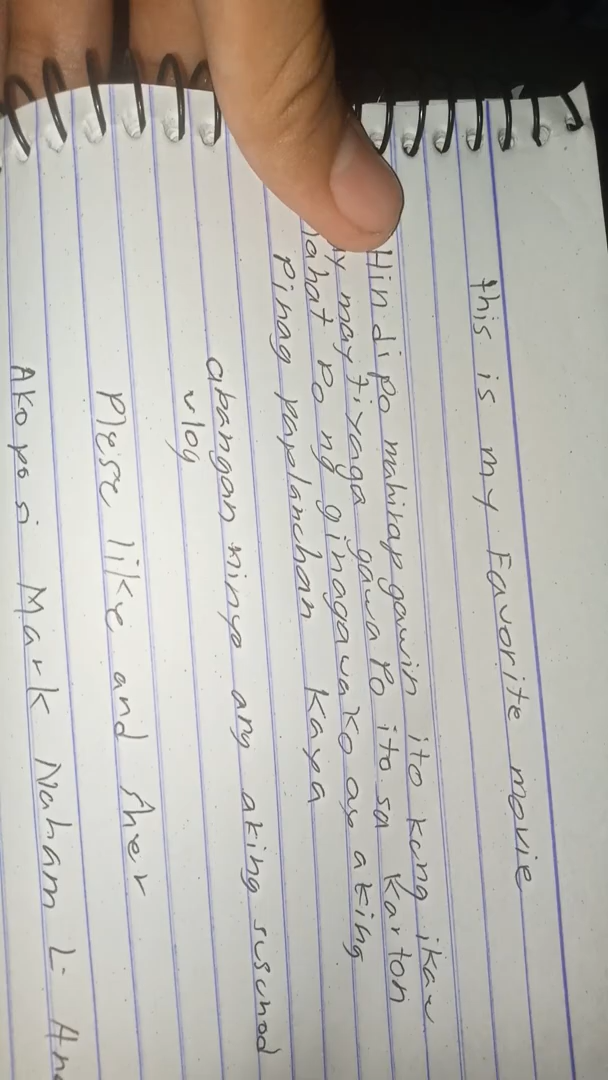 this is my Favorite movie
Hindi po mahirap gawin ito kung ikaw
may tiyaga gawa Po ito sa karton
lahat Po ng ginagawa ko ay aking
Pinag paplanchan kaya
abangan ninyo ang aking susunod
vlog
Plese like and sher
Ako po si Mark Naham L.